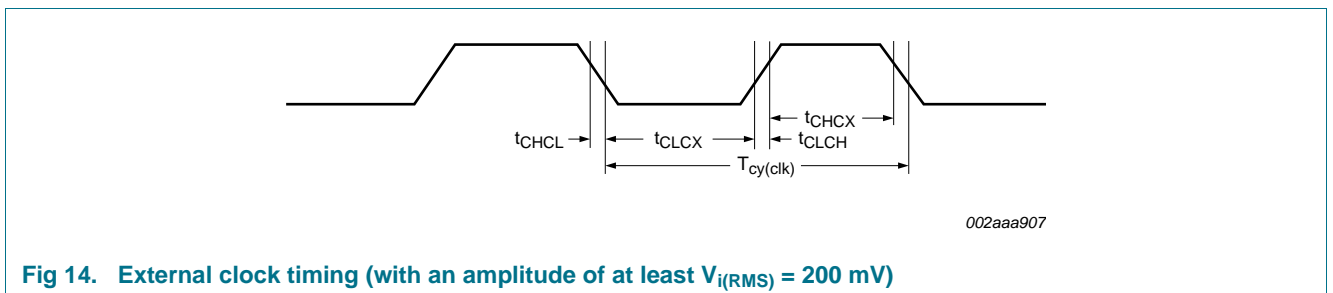 tCHCX
tCHCL tCLCX tCLCH
Tcy(clk)
002aaa907
Fig 14. External clock timing (with an amplitude of at least Vi(RMS) = 200 mV)